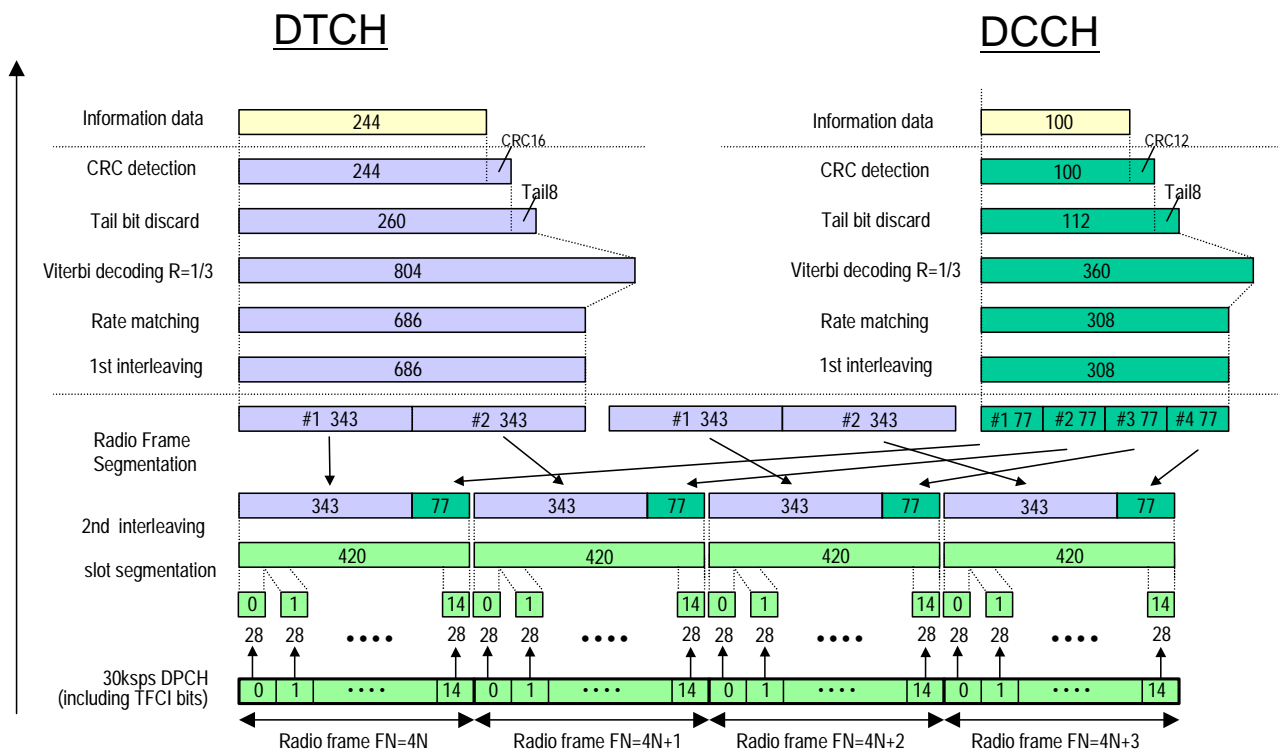 DTCH DCCH
Information data 244 Information data 100
CRC16 CRC12
CRC detection 244 CRC detection 100
Tail8 Tail8
Tail bit discard 260 Tail bit discard 112
Viterbi decoding R=1/3 804 Viterbi decoding R=1/3 360
Rate matching 686 Rate matching 308
1st interleaving 686 1st interleaving 308
#1 343 #2 343 #1 343 #2 343 #1 77 #2 77 #3 77 #4 77
Radio Frame
Segmentation
343 77 343 77 343 77 343 77
2nd interleaving
420 420 420 420
slot segmentation
0 1 14 0 1 14 0 1 14 0 1 14
28 28 •••• 28 28 28 •••• 28 28 28 •••• 28 28 28 •••• 28
30ksps DPCH
(including TFCI bits)
0 1 •••• 14 0 1 •••• 14 0 1 •••• 14 0 1 •••• 14
Radio frame FN=4N Radio frame FN=4N+1 Radio frame FN=4N+2 Radio frame FN=4N+3